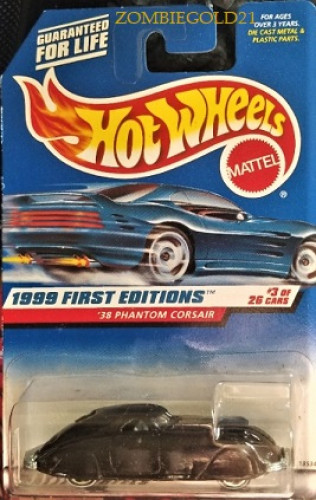 ZOMBIEGOLD21
GUARANTEED
FOR LIFE
FOR AGES
OVER 3 YEARS.
DIE CAST METAL &
PLASTIC PARTS.
HOT WHEELS
MATTEL
®
1999 FIRST EDITIONS™
#3 OF
26 CARS
'38 PHANTOM CORSAIR